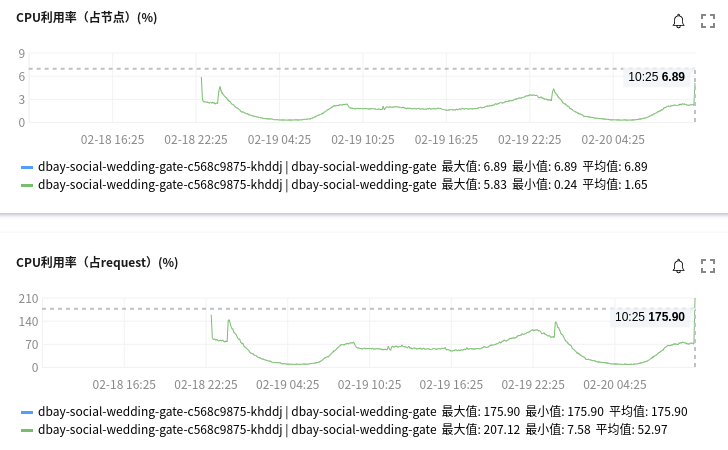 CPU利用率（占节点）(%)
9
6
3
0
10:25 6.89
02-18 16:25 02-18 22:25 02-19 04:25 02-19 10:25 02-19 16:25 02-19 22:25 02-20 04:25
dbay-social-wedding-gate-c568c9875-khddj | dbay-social-wedding-gate 最大值: 6.89 最小值: 6.89 平均值: 6.89
dbay-social-wedding-gate-c568c9875-khddj | dbay-social-wedding-gate 最大值: 5.83 最小值: 0.24 平均值: 1.65
CPU利用率（占request）(%)
210
140
70
0
10:25 175.90
02-18 16:25 02-18 22:25 02-19 04:25 02-19 10:25 02-19 16:25 02-19 22:25 02-20 04:25
dbay-social-wedding-gate-c568c9875-khddj | dbay-social-wedding-gate 最大值: 175.90 最小值: 175.90 平均值: 175.90
dbay-social-wedding-gate-c568c9875-khddj | dbay-social-wedding-gate 最大值: 207.12 最小值: 7.58 平均值: 52.97